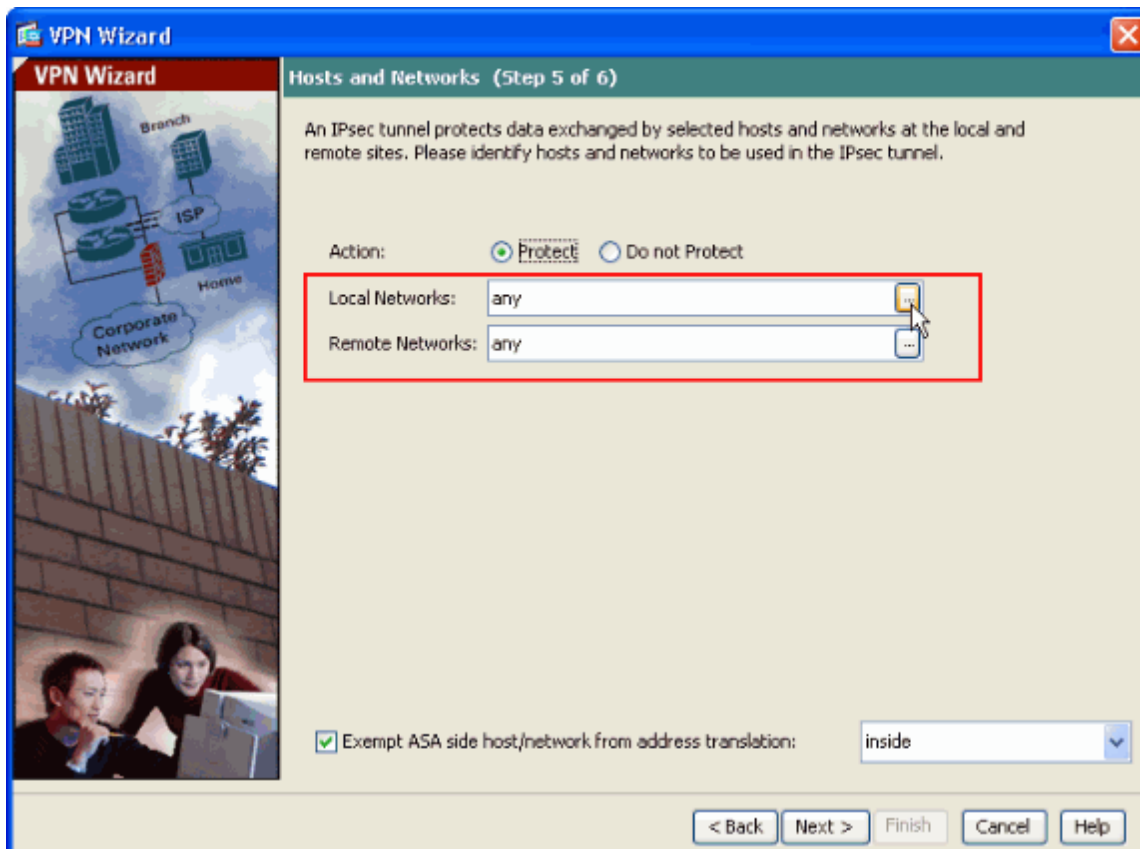 VPN Wizard
VPN Wizard
Branch
ISP
Home
Corporate
Network
Hosts and Networks (Step 5 of 6)
An IPsec tunnel protects data exchanged by selected hosts and networks at the local and
remote sites. Please identify hosts and networks to be used in the IPsec tunnel.
Action: Protect Do not Protect
Local Networks: any ...
Remote Networks: any ...
Exempt ASA side host/network from address translation: inside
< Back Next > Finish Cancel Help